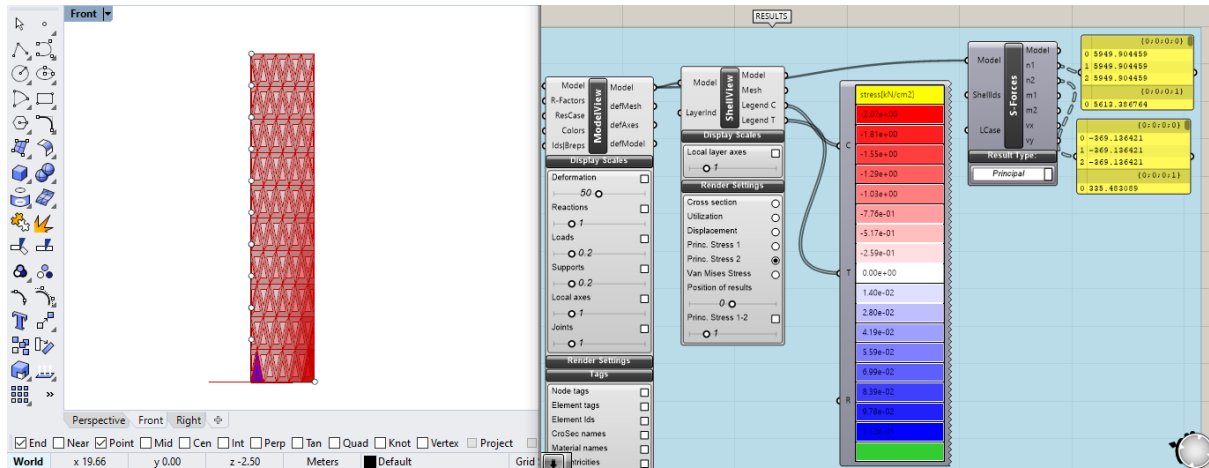 Front
RESULTS
Model
R-Factors
ResCase
Colors
Ids|Breps
ModelView
Model
defMesh
defAxes
defModel
Display Scales
Deformation
50
Reactions
1
Loads
0.2
Supports
0.2
Local axes
1
Joints
1
Render Settings
Tags
Node tags
Element tags
Element Ids
CroSec names
Material names
Model
LayerInd
ShellView
Model
Mesh
Legend C
Legend T
Display Scales
Local layer axes
1
Render Settings
Cross section
Utilization
Displacement
Princ. Stress 1
Princ. Stress 2
Van Mises Stress
Position of results
0
Princ. Stress 1-2
1
C
T
R
stress[kN/cm2]
-2.07e+00
-1.81e+00
-1.55e+00
-1.29e+00
-1.03e+00
-7.76e-01
-5.17e-01
-2.59e-01
0.00e+00
1.40e-02
2.80e-02
4.19e-02
5.59e-02
6.99e-02
8.39e-02
9.78e-02
Model
ShellIds
LCase
S-Forces
Model
n1
n2
m1
m2
vx
vy
Result Type:
Principal
{0;0;0;0}
0 5949.904459
1 5949.904459
2 5949.904459
{0;0;0;1}
0 5613.386764
{0;0;0;0}
0 -369.136421
1 -369.136421
2 -369.136421
{0;0;0;1}
0 335.483089
Perspective Front Right
End Near Point Mid Cen Int Perp Tan Quad Knot Vertex Project
World x 19.66 y 0.00 z -2.50 Meters Default Grid